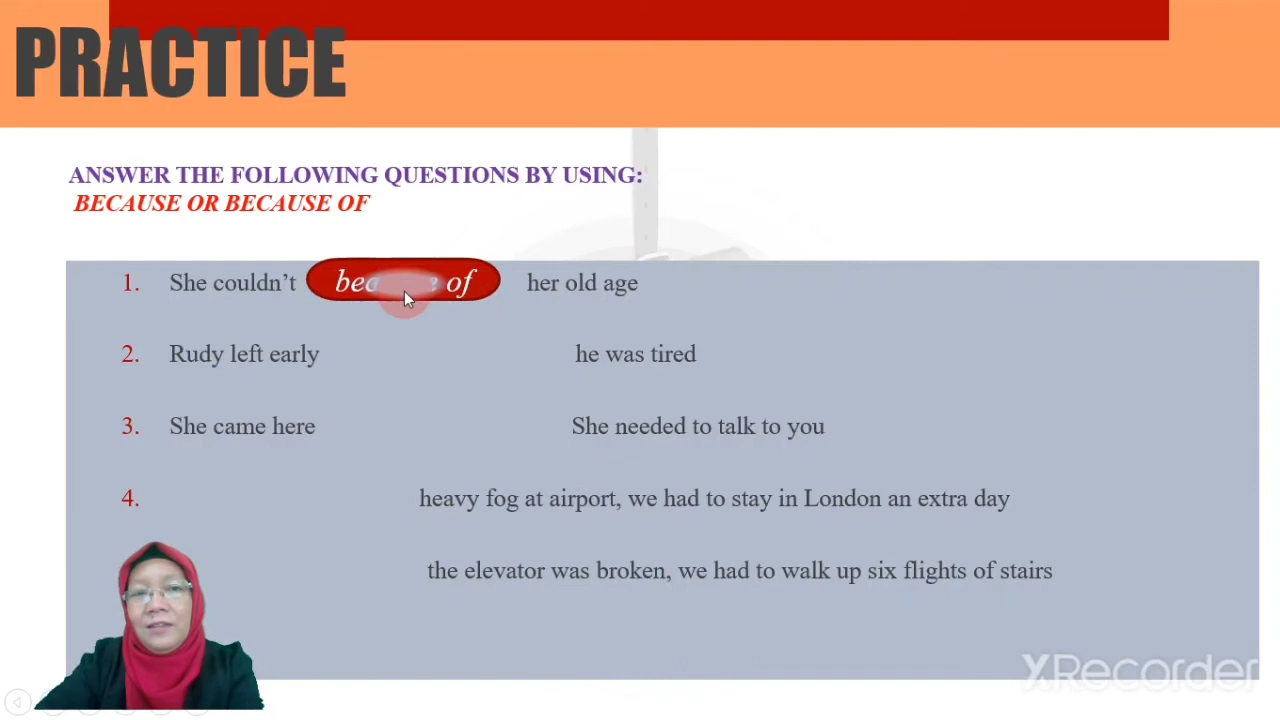 PRACTICE
ANSWER THE FOLLOWING QUESTIONS BY USING:
BECAUSE OR BECAUSE OF
1. She couldn't of her old age
2. Rudy left early he was tired
3. She came here She needed to talk to you
4. heavy fog at airport, we had to stay in London an extra day
the elevator was broken, we had to walk up six flights of stairs
XRecorder